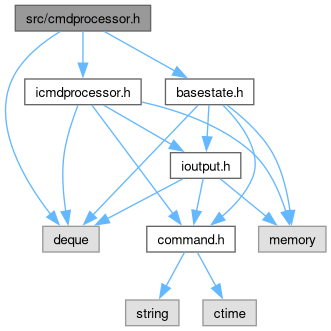 src/cmdprocessor.h
icmdprocessor.h
basestate.h
ioutput.h
deque
command.h
memory
string
ctime